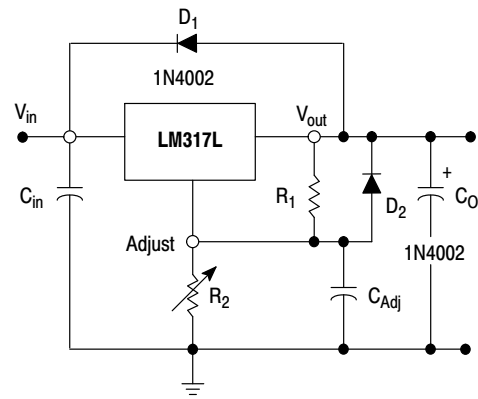 D1
1N4002
Vin
Vout
LM317L
Cin
R1
D2
+
CO
1N4002
Adjust
R2
CAdj